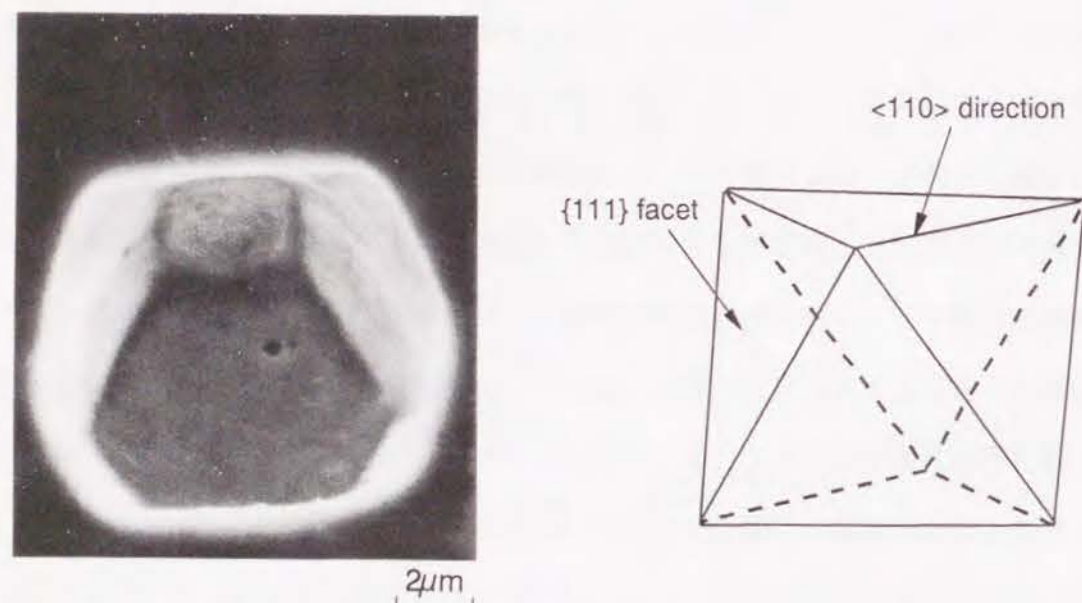 <110> direction
{111} facet
2μm